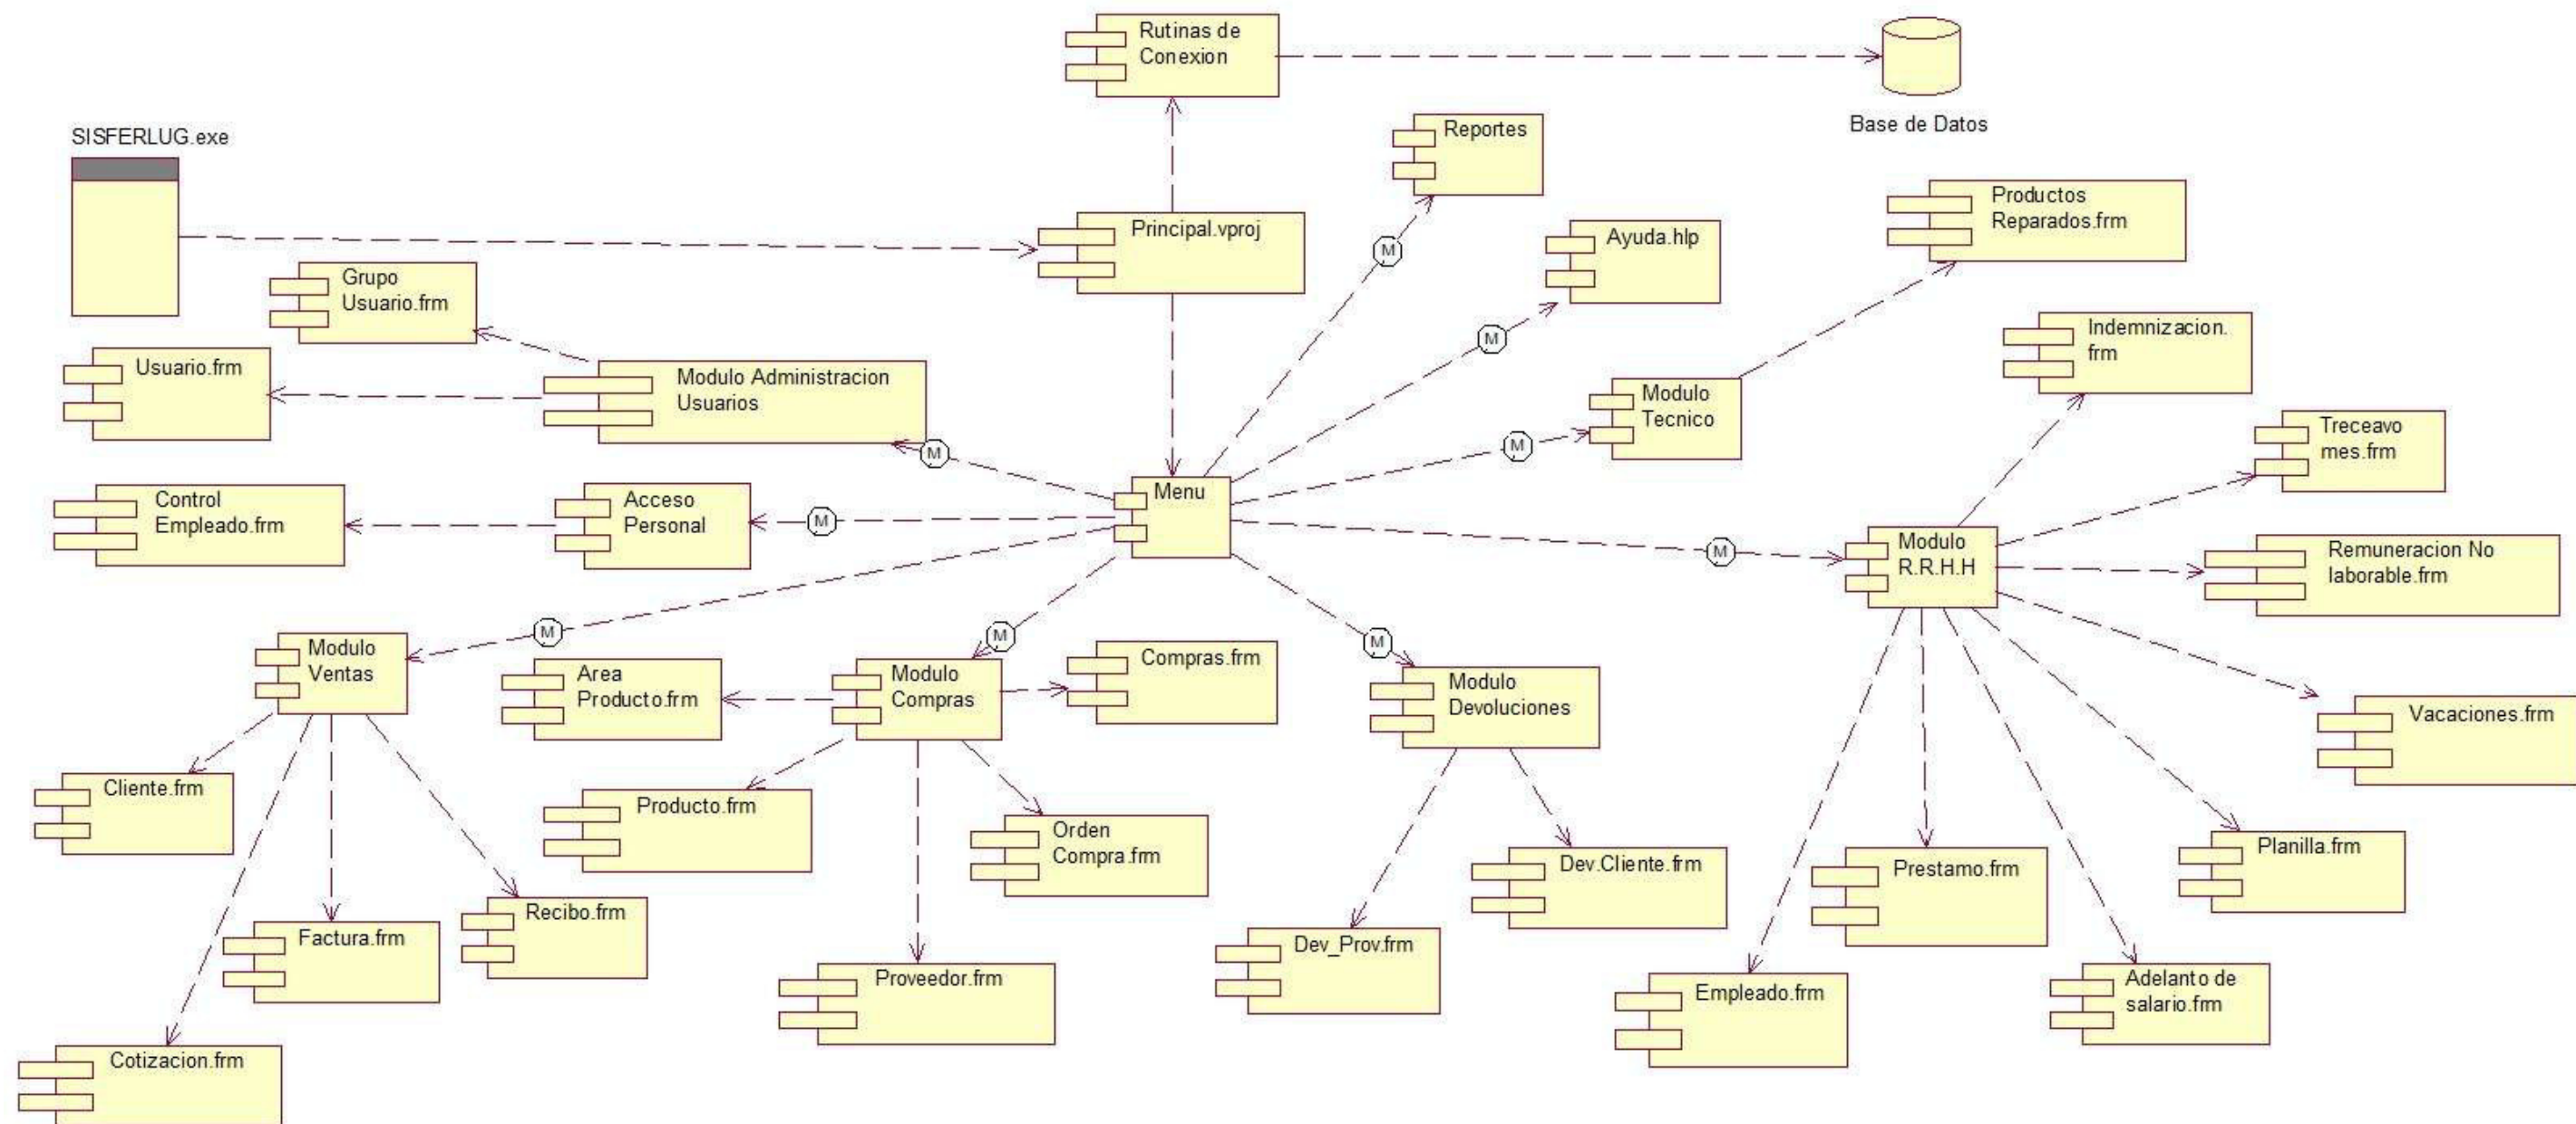 Rutinas de
Conexion
Base de Datos
SISFERLUG.exe
Reportes
Principal.vproj
Ayuda.hlp
Productos
Reparados.frm
M
Grupo
Usuario.frm
Indemnizacion.
frm
M
Usuario.frm
Modulo Administracion
Usuarios
Modulo
Tecnico
Treceavo
mes.frm
M
M
Control
Empleado.frm
Acceso
Personal
M
Menu
M
Modulo
R.R.H.H
Remuneracion No
laborable.frm
M
M
M
Modulo
Ventas
Area
Producto.frm
Modulo
Compras
Compras.frm
Modulo
Devoluciones
Vacaciones.frm
Cliente.frm
Producto.frm
Orden
Compra.frm
Dev.Cliente.frm
Prestamo.frm
Planilla.frm
Factura.frm
Recibo.frm
Proveedor.frm
Dev_Prov.frm
Empleado.frm
Adelanto de
salario.frm
Cotizacion.frm